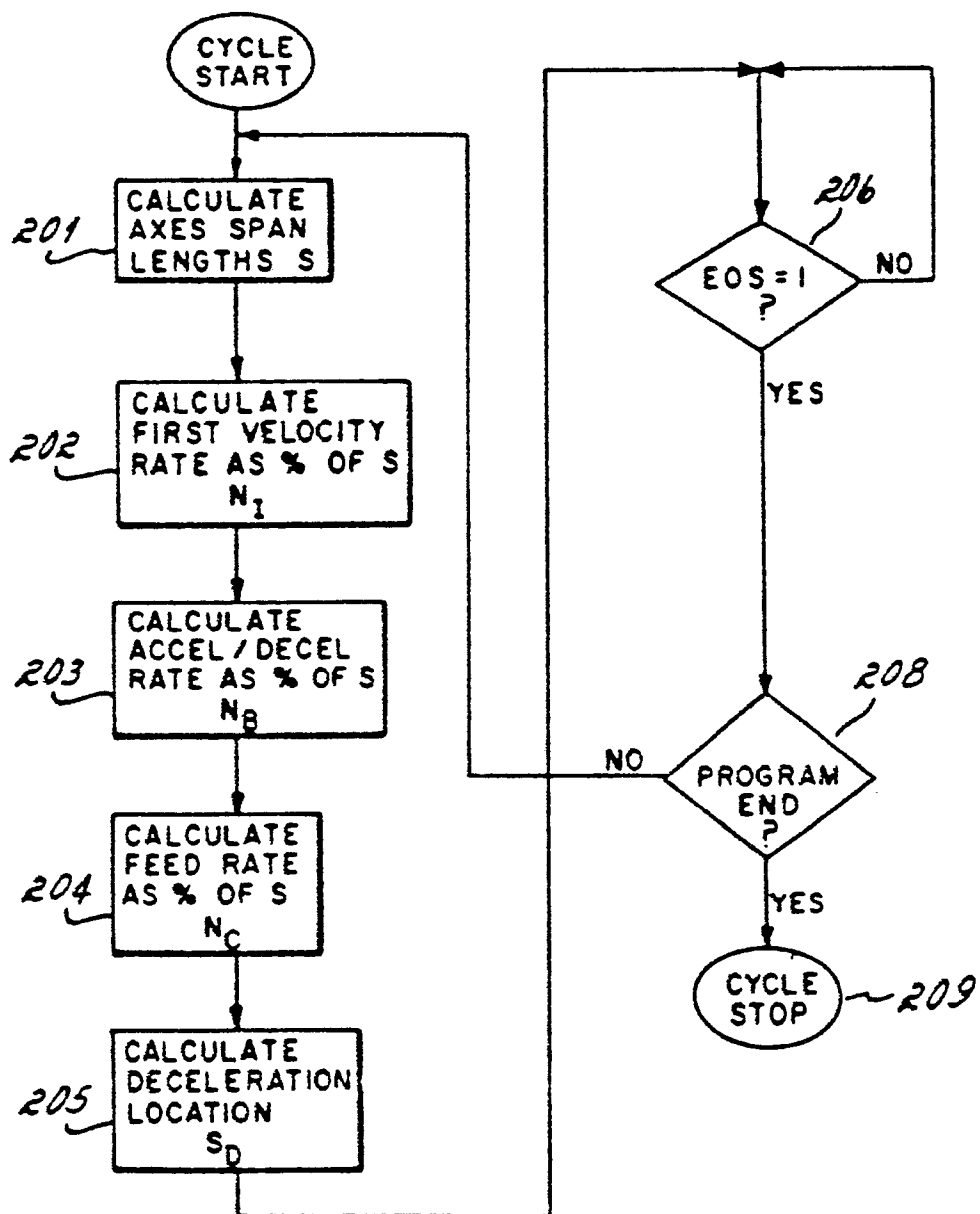 CYCLE
START
201
CALCULATE
AXES SPAN
LENGTHS S
202
CALCULATE
FIRST VELOCITY
RATE AS % OF S
N_I
203
CALCULATE
ACCEL/DECEL
RATE AS % OF S
N_B
204
CALCULATE
FEED RATE
AS % OF S
N_C
205
CALCULATE
DECELERATION
LOCATION
S_D
206
EOS=1
?
NO
YES
208
PROGRAM
END
?
NO
YES
CYCLE
STOP
209